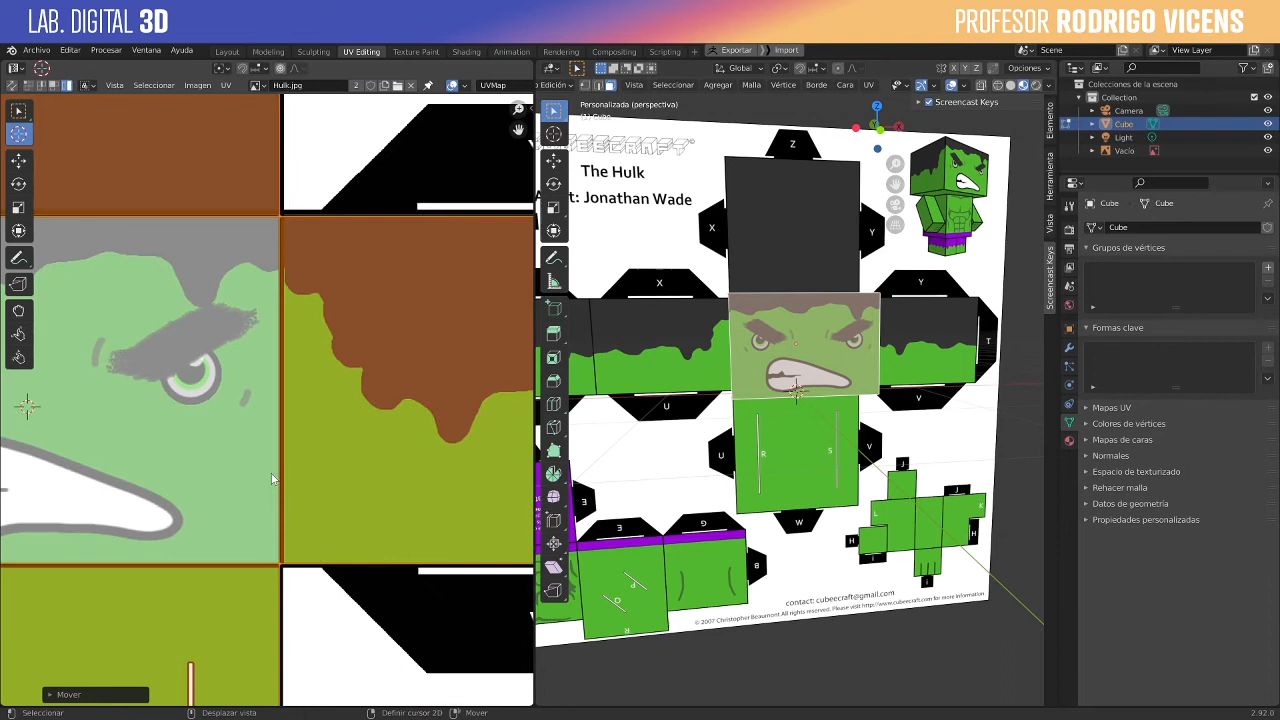 LAB. DIGITAL 3D
PROFESOR RODRIGO VICENS
Archivo Editar Procesar Ventana Ayuda
Layout Modeling Sculpting UV Editing Texture Paint Shading Animation Rendering Compositing Scripting + Exportar Import
Scene View Layer
Global X Y Z Opciones
Vista Seleccionar Imagen UV Hulk.jpg 2 UVMap
Vista Seleccionar Agregar Malla Vértices Borde Cara UV
Personalizada (perspectiva)
Screencast Keys
The Hulk
t: Jonathan Wade
Z
X
Y
X
Y
T
U
V
U
R
S
V
W
E
E
G
B
P
Q
R
J
J
L
K
H
H
I
I
contact: cubeecraft@gmail.com
© 2007 Christopher Beaumont All rights reserved. Please visit http://www.cubeecraft.com for more information.
Elemento
Herramienta
Vista
Screencast Keys
Colecciones de la escena
Collection
Camera
Cube
Light
Vacío
Cube Cube
Cube
Grupos de vértices
Formas clave
Mapas UV
Colores de vértices
Mapas de caras
Normales
Espacio de texturizado
Rehacer malla
Datos de geometría
Propiedades personalizadas
Mover
Seleccionar Desplazar vista Definir cursor 2D Mover 2.92.0